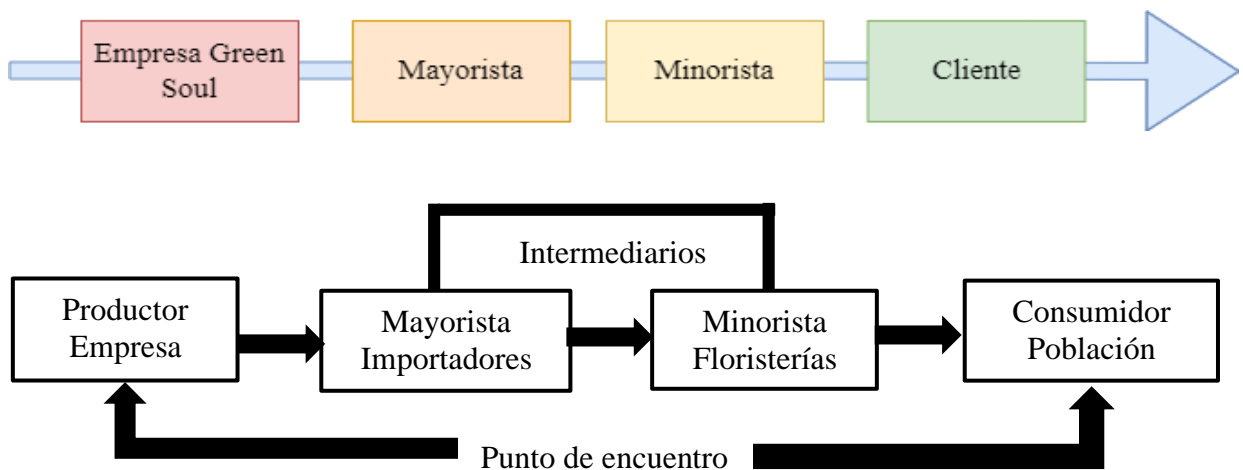 Empresa Green
Soul
Mayorista
Minorista
Cliente
Intermediarios
Productor
Empresa
Mayorista
Importadores
Minorista
Floristerías
Consumidor
Población
Punto de encuentro